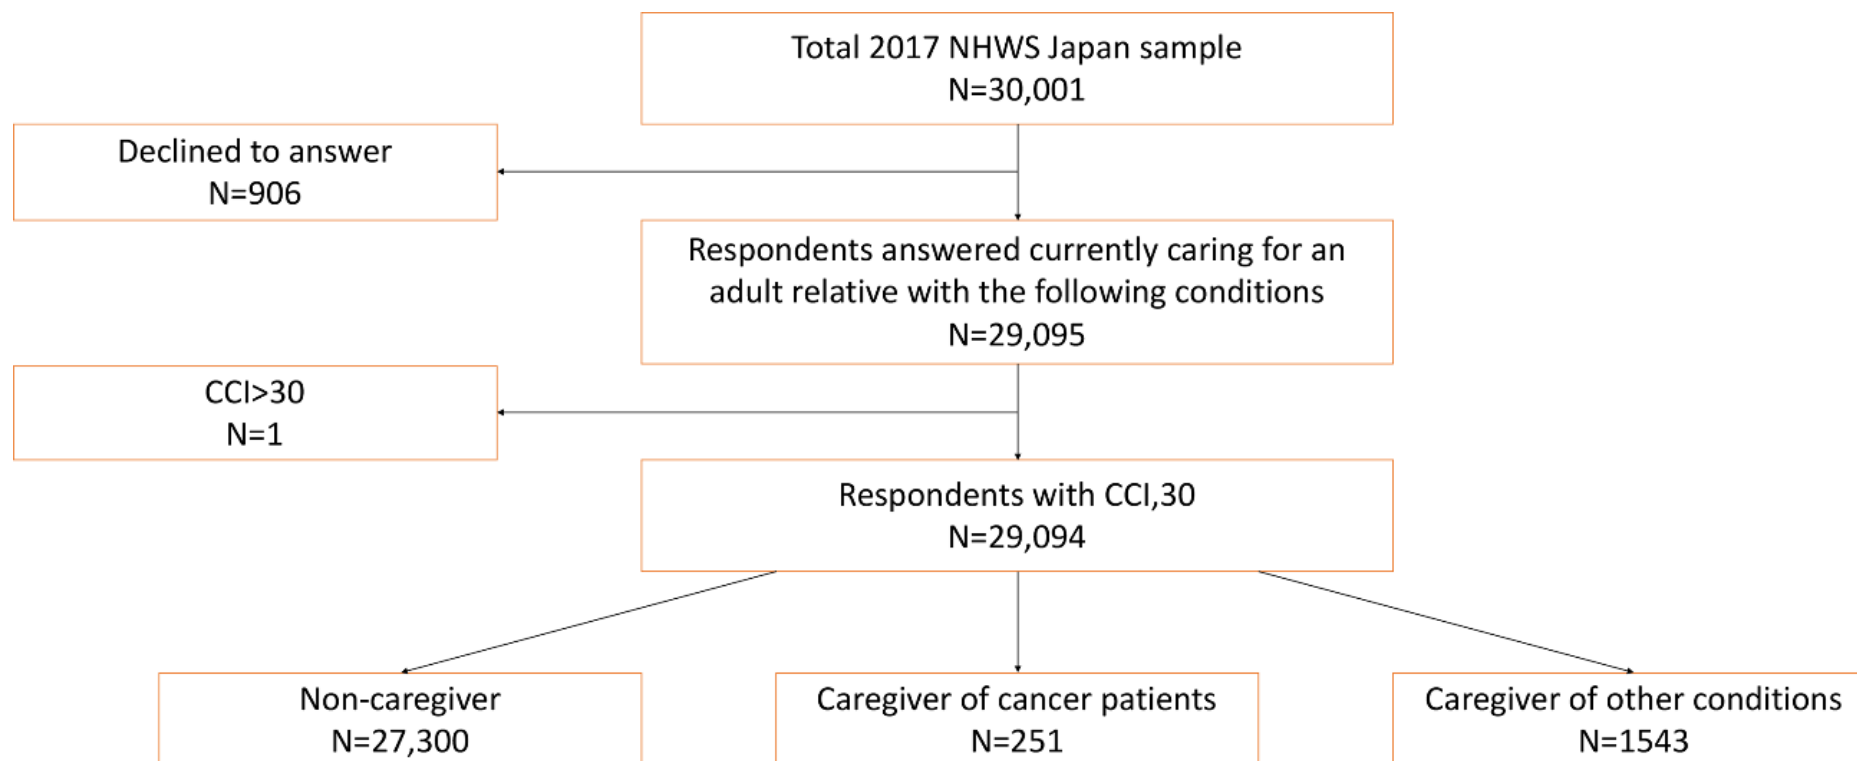 Total 2017 NHWS Japan sample
N=30,001
Declined to answer
N=906
Respondents answered currently caring for an
adult relative with the following conditions
N=29,095
CCI>30
N=1
Respondents with CCI,30
N=29,094
Non-caregiver
N=27,300
Caregiver of cancer patients
N=251
Caregiver of other conditions
N=1543